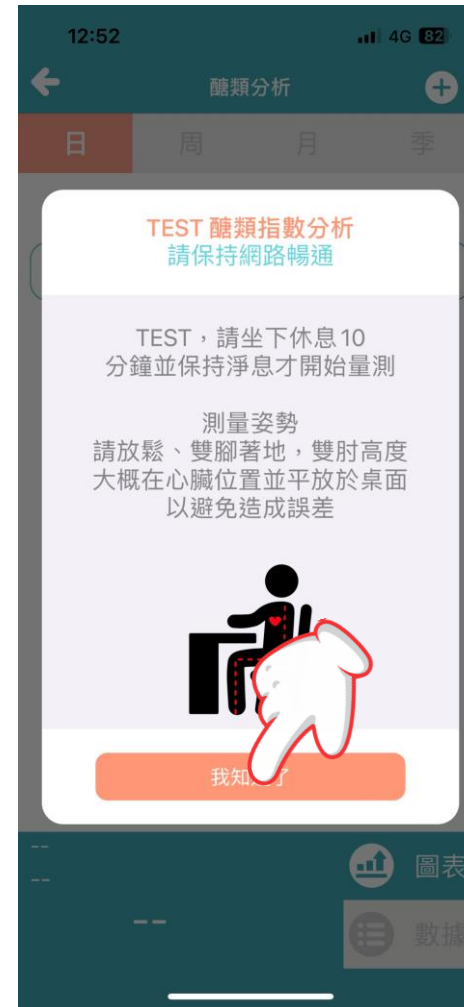 12:52
4G 82
醣類分析
日 周 月 季
TEST 醣類指數分析
請保持網路暢通
TEST，請坐下休息10
分鐘並保持淨息才開始量測
測量姿勢
請放鬆、雙腳著地，雙肘高度
大概在心臟位置並平放於桌面
以避免造成誤差
我知 了
--
--
圖表
--
數據